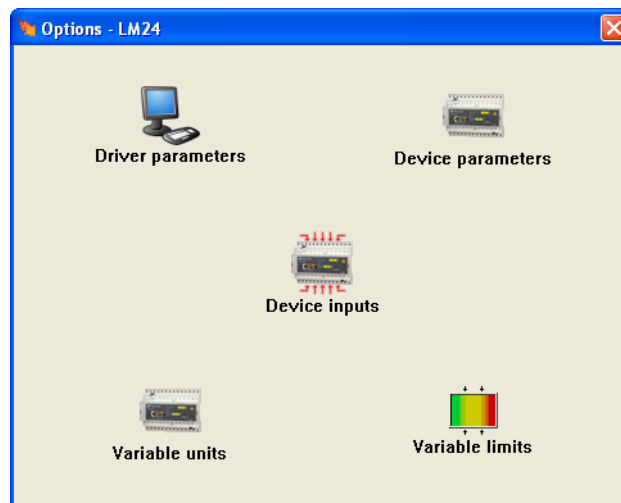 Options - LM24
Driver parameters
Device parameters
Device inputs
Variable units
Variable limits